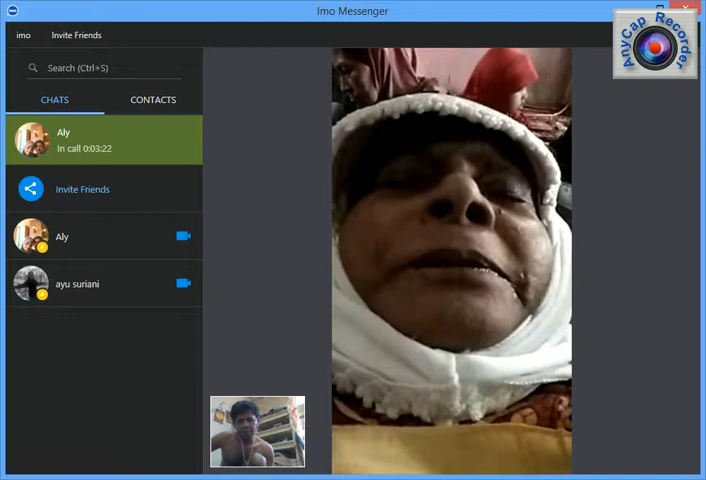 Imo Messenger
imo Invite Friends
AnyCap Recorder
Search (Ctrl+S)
CHATS CONTACTS
Aly
In call 0:03:22
Invite Friends
Aly
ayu suriani